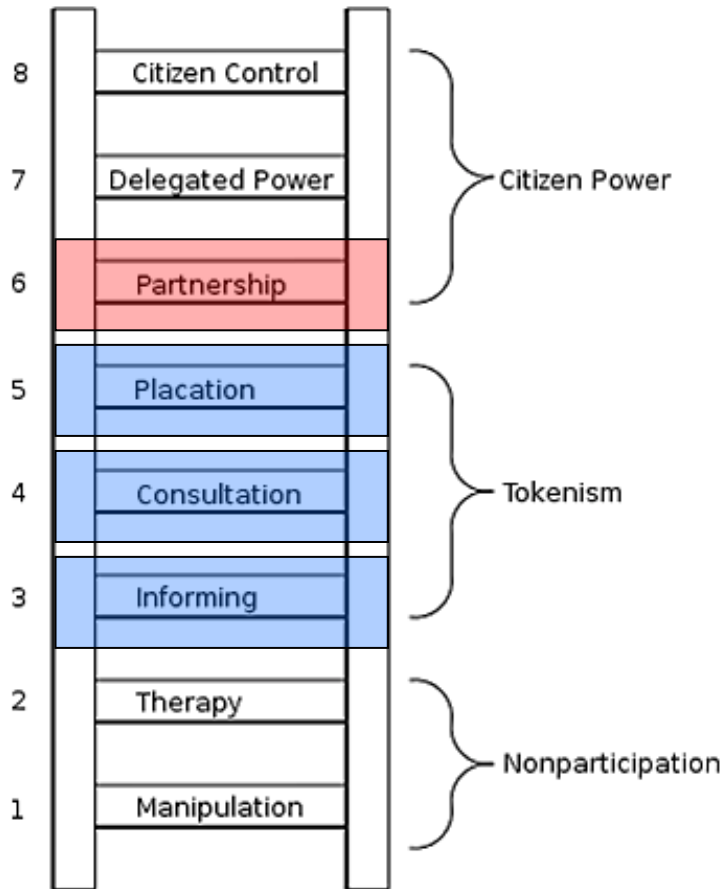 8 Citizen Control
7 Delegated Power
Citizen Power
6 Partnership
5 Placation
4 Consultation
Tokenism
3 Informing
2 Therapy
Nonparticipation
1 Manipulation